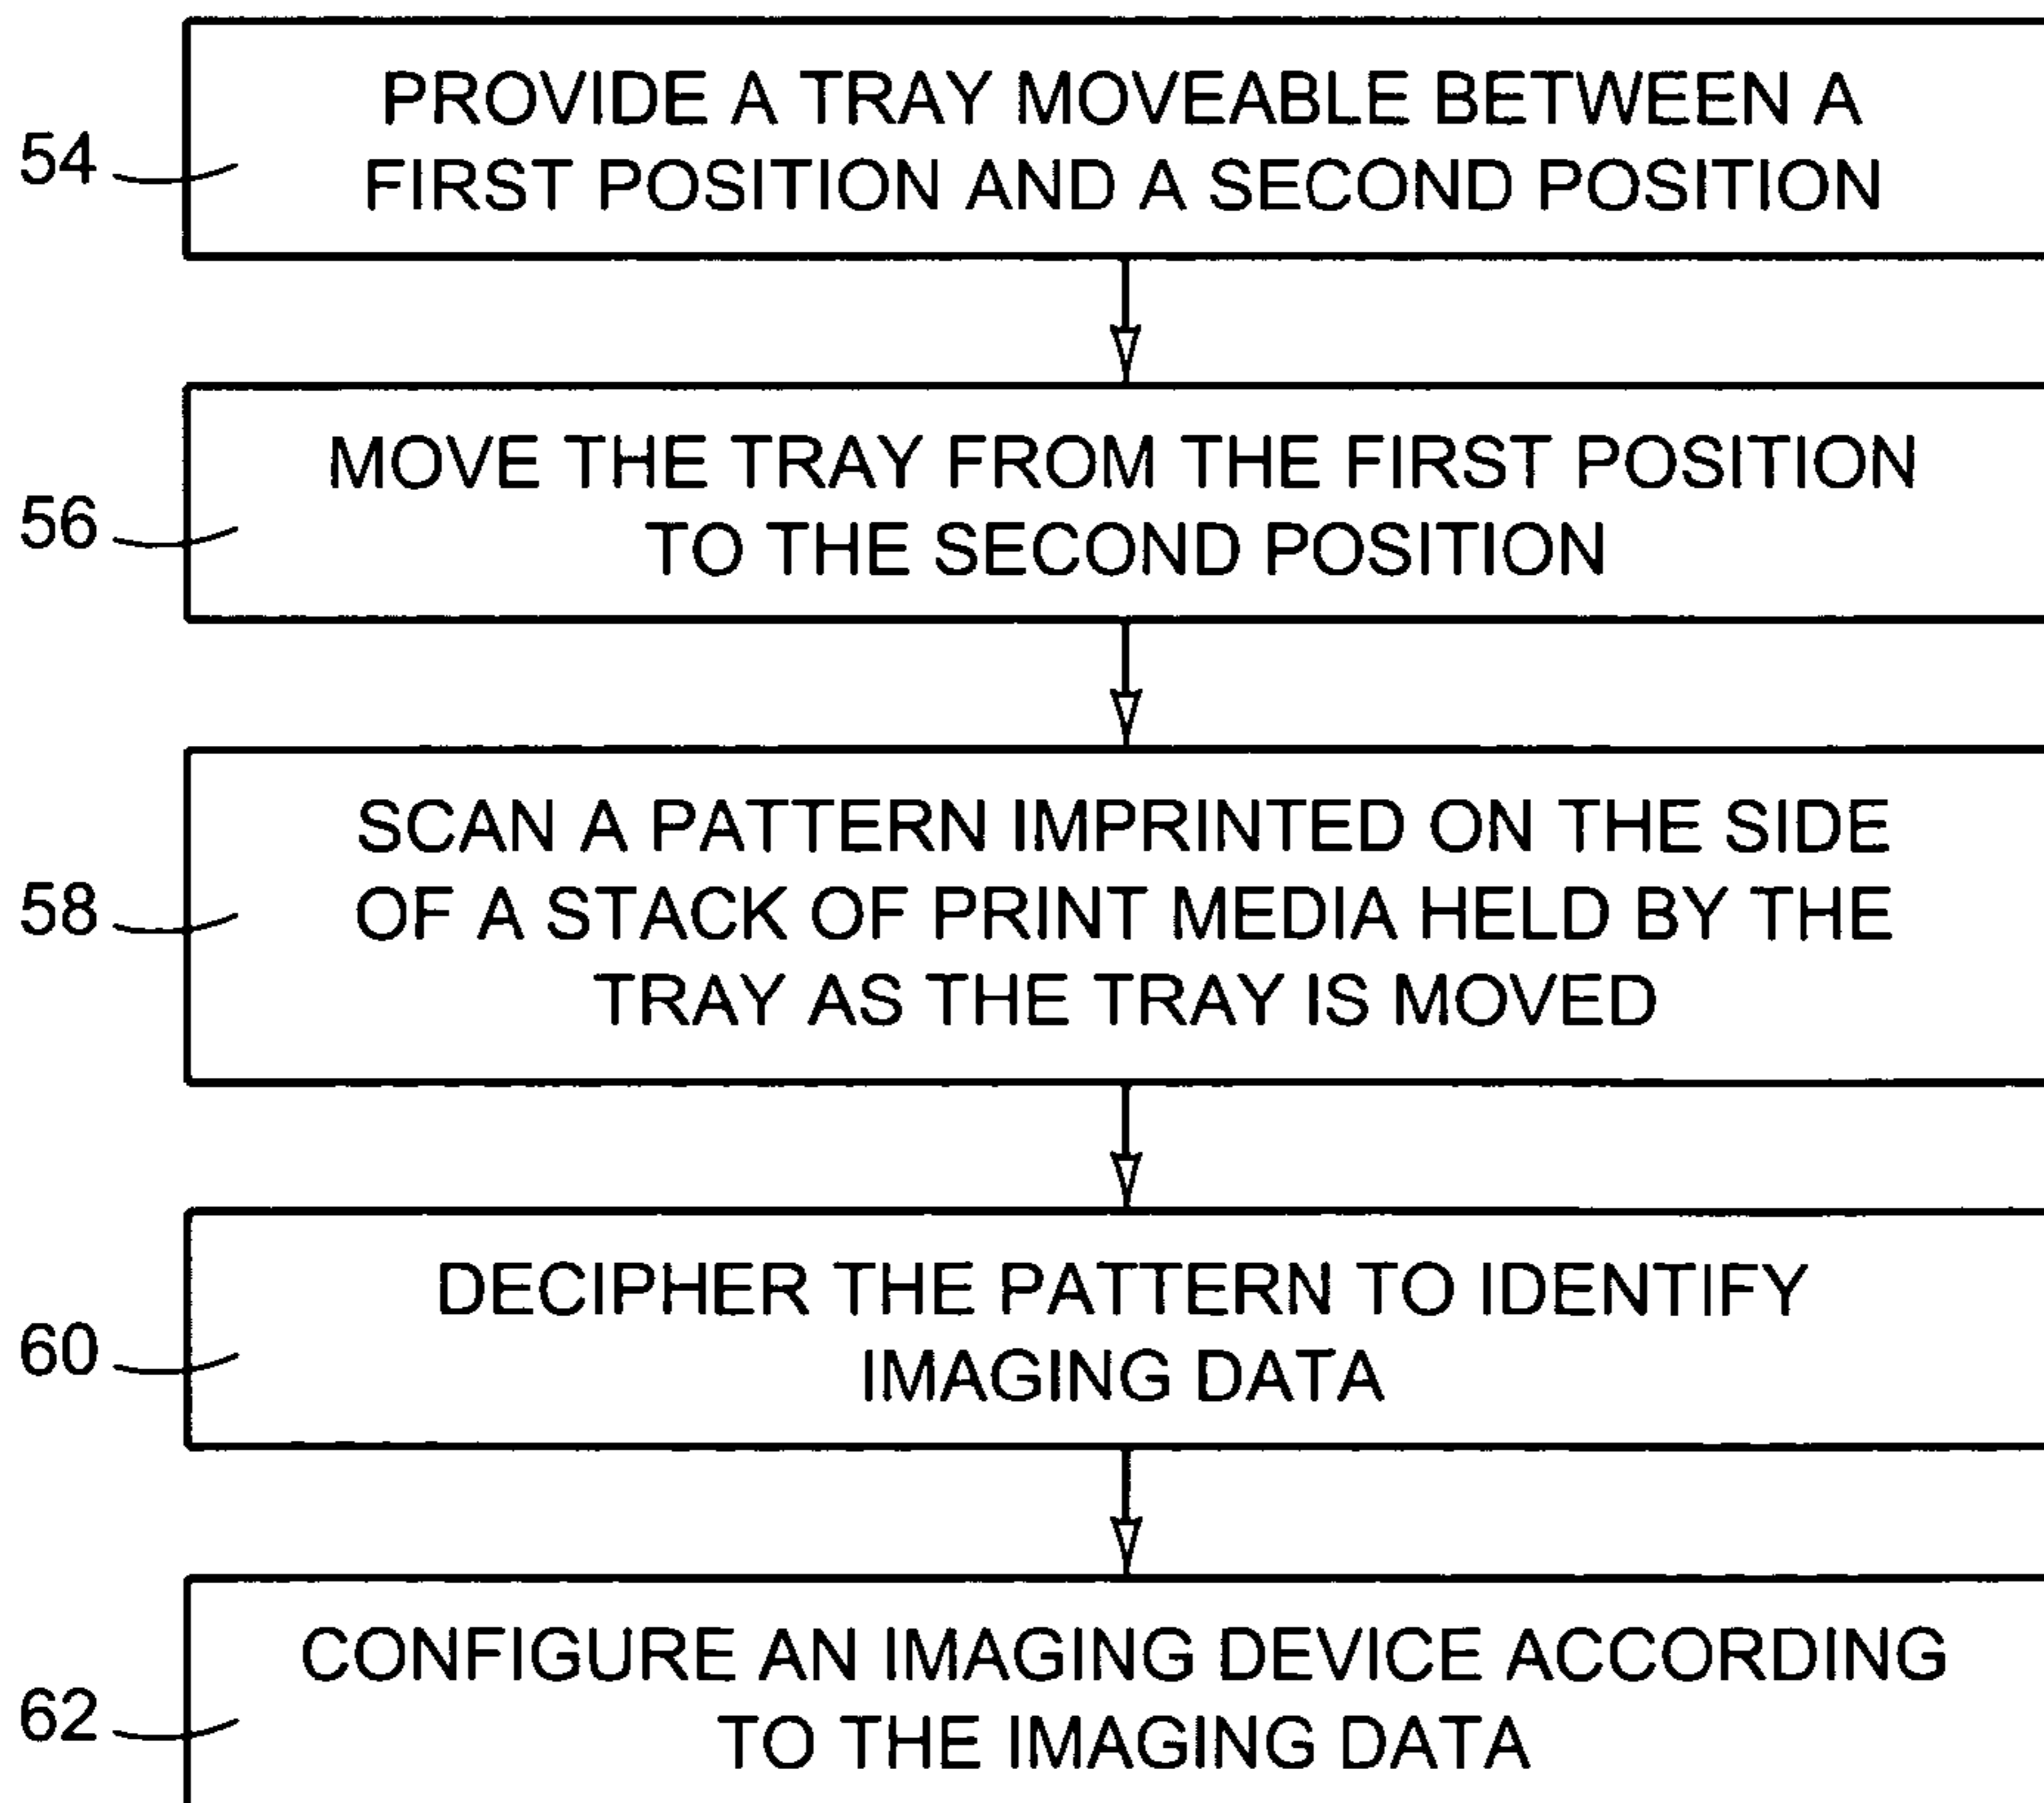 PROVIDE A TRAY MOVEABLE BETWEEN A
54
FIRST POSITION AND A SECOND POSITION
MOVE THE TRAY FROM THE FIRST POSITION
56
TO THE SECOND POSITION
SCAN A PATTERN IMPRINTED ON THE SIDE
58
OF A STACK OF PRINT MEDIA HELD BY THE
TRAY AS THE TRAY IS MOVED
DECIPHER THE PATTERN TO IDENTIFY
60
IMAGING DATA
CONFIGURE AN IMAGING DEVICE ACCORDING
62
TO THE IMAGING DATA